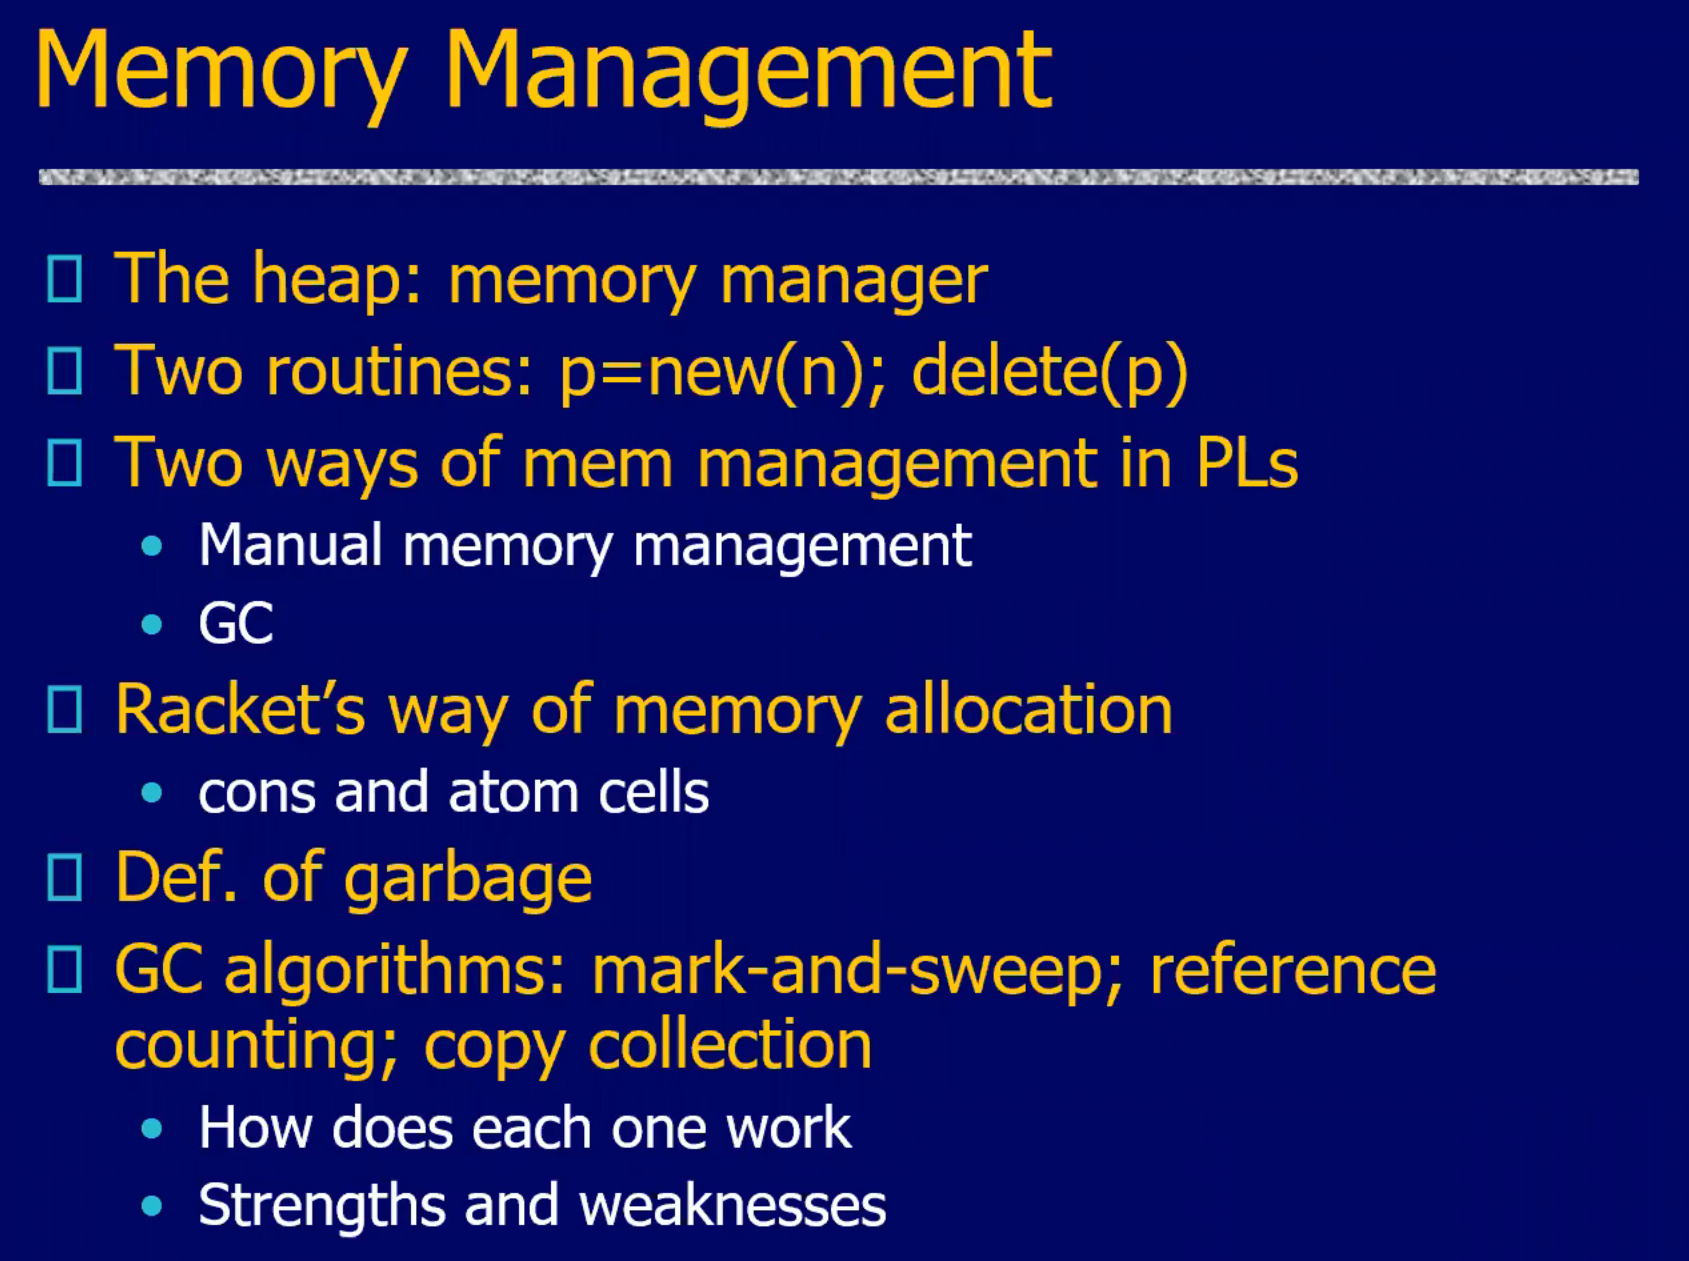 Memory Management
The heap: memory manager
Two routines: p=new(n); delete(p)
Two ways of mem management in PLs
Manual memory management
GC
Racket’s way of memory allocation
cons and atom cells
Def. of garbage
GC algorithms: mark-and-sweep; reference
counting; copy collection
How does each one work
Strengths and weaknesses